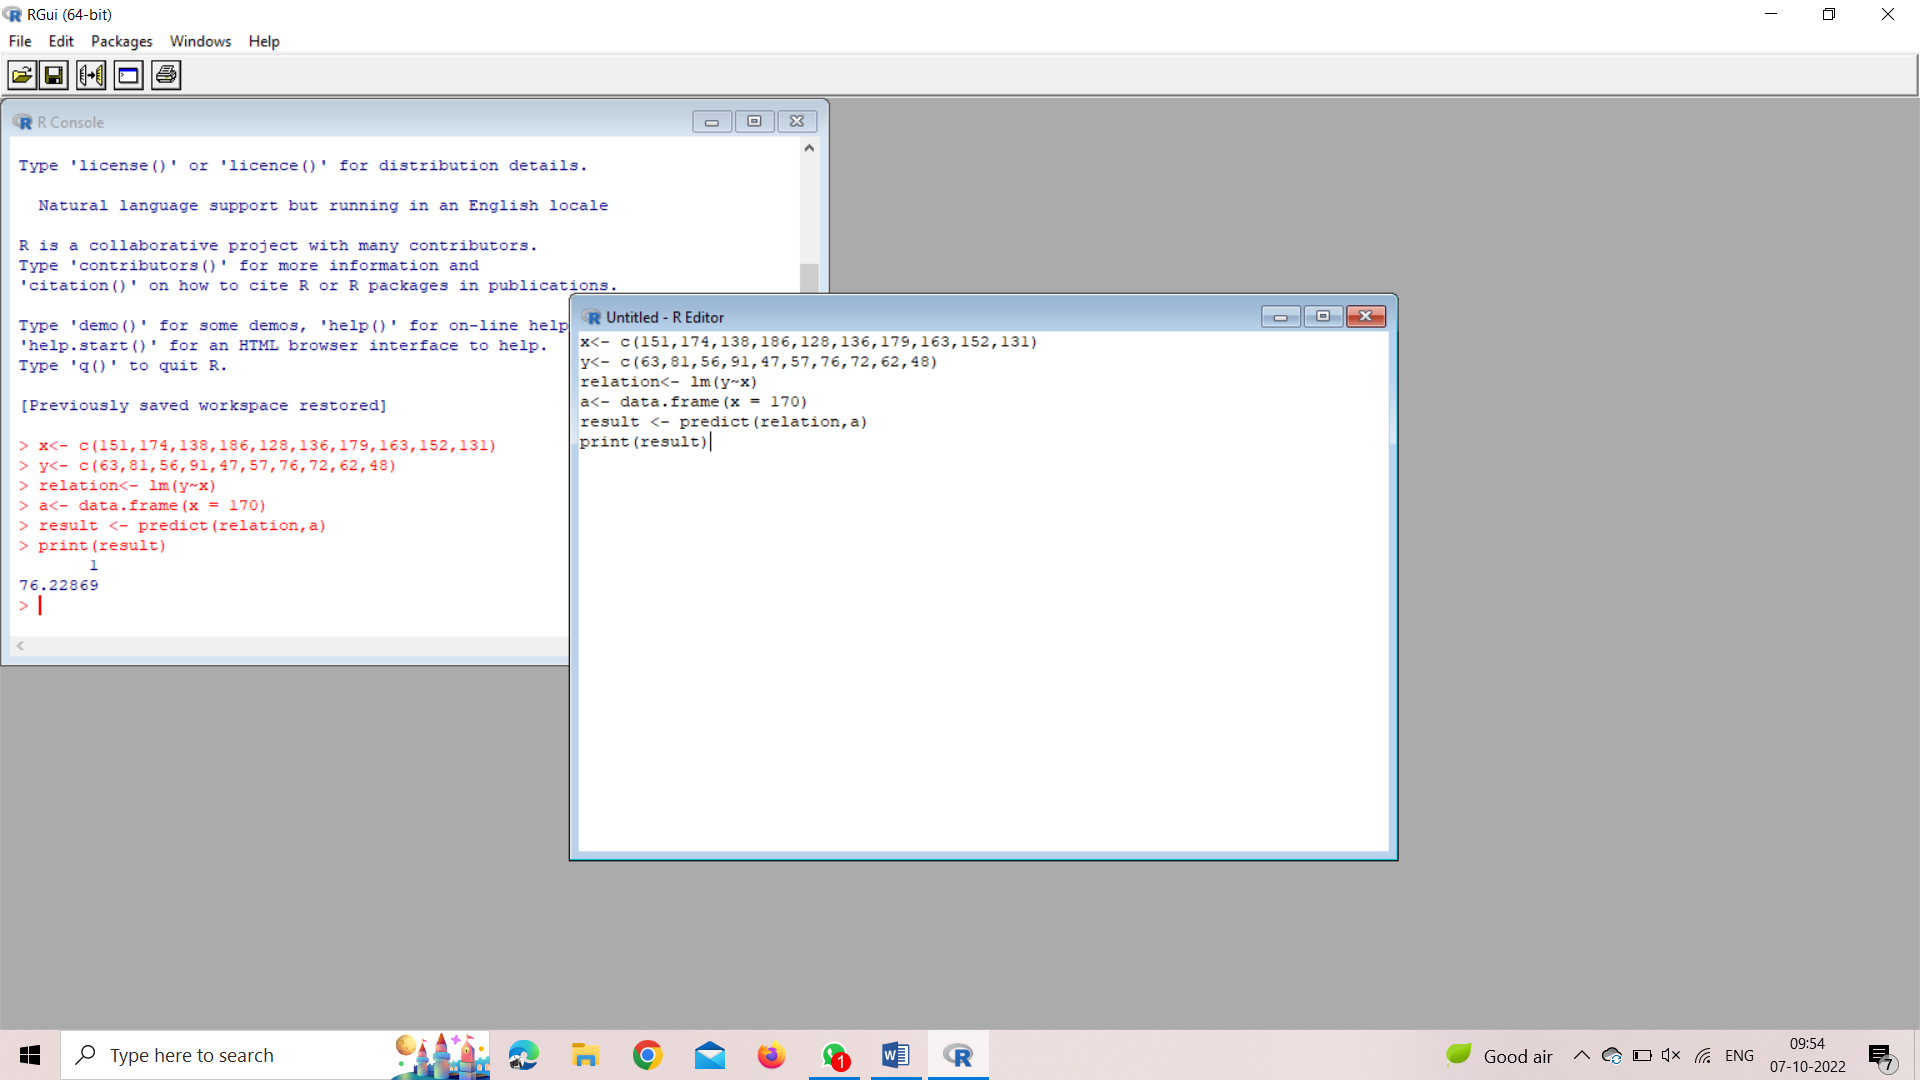 RGui (64-bit)
File Edit Packages Windows Help
R Console
Type 'license()' or 'licence()' for distribution details.
Natural language support but running in an English locale
R is a collaborative project with many contributors.
Type 'contributors()' for more information and
'citation()' on how to cite R or R packages in publications.
Type 'demo()' for some demos, 'help()' for on-line help
'help.start()' for an HTML browser interface to help.
Type 'q()' to quit R.
[Previously saved workspace restored]
> x<- c(151,174,138,186,128,136,179,163,152,131)
> y<- c(63,81,56,91,47,57,76,72,62,48)
> relation<- lm(y~x)
> a<- data.frame(x = 170)
> result <- predict(relation,a)
> print(result)
1
76.22869
>
Untitled - R Editor
x<- c(151,174,138,186,128,136,179,163,152,131)
y<- c(63,81,56,91,47,57,76,72,62,48)
relation<- lm(y~x)
a<- data.frame(x = 170)
result <- predict(relation,a)
print(result)
Type here to search
1
Good air
ENG
09:54
07-10-2022
7